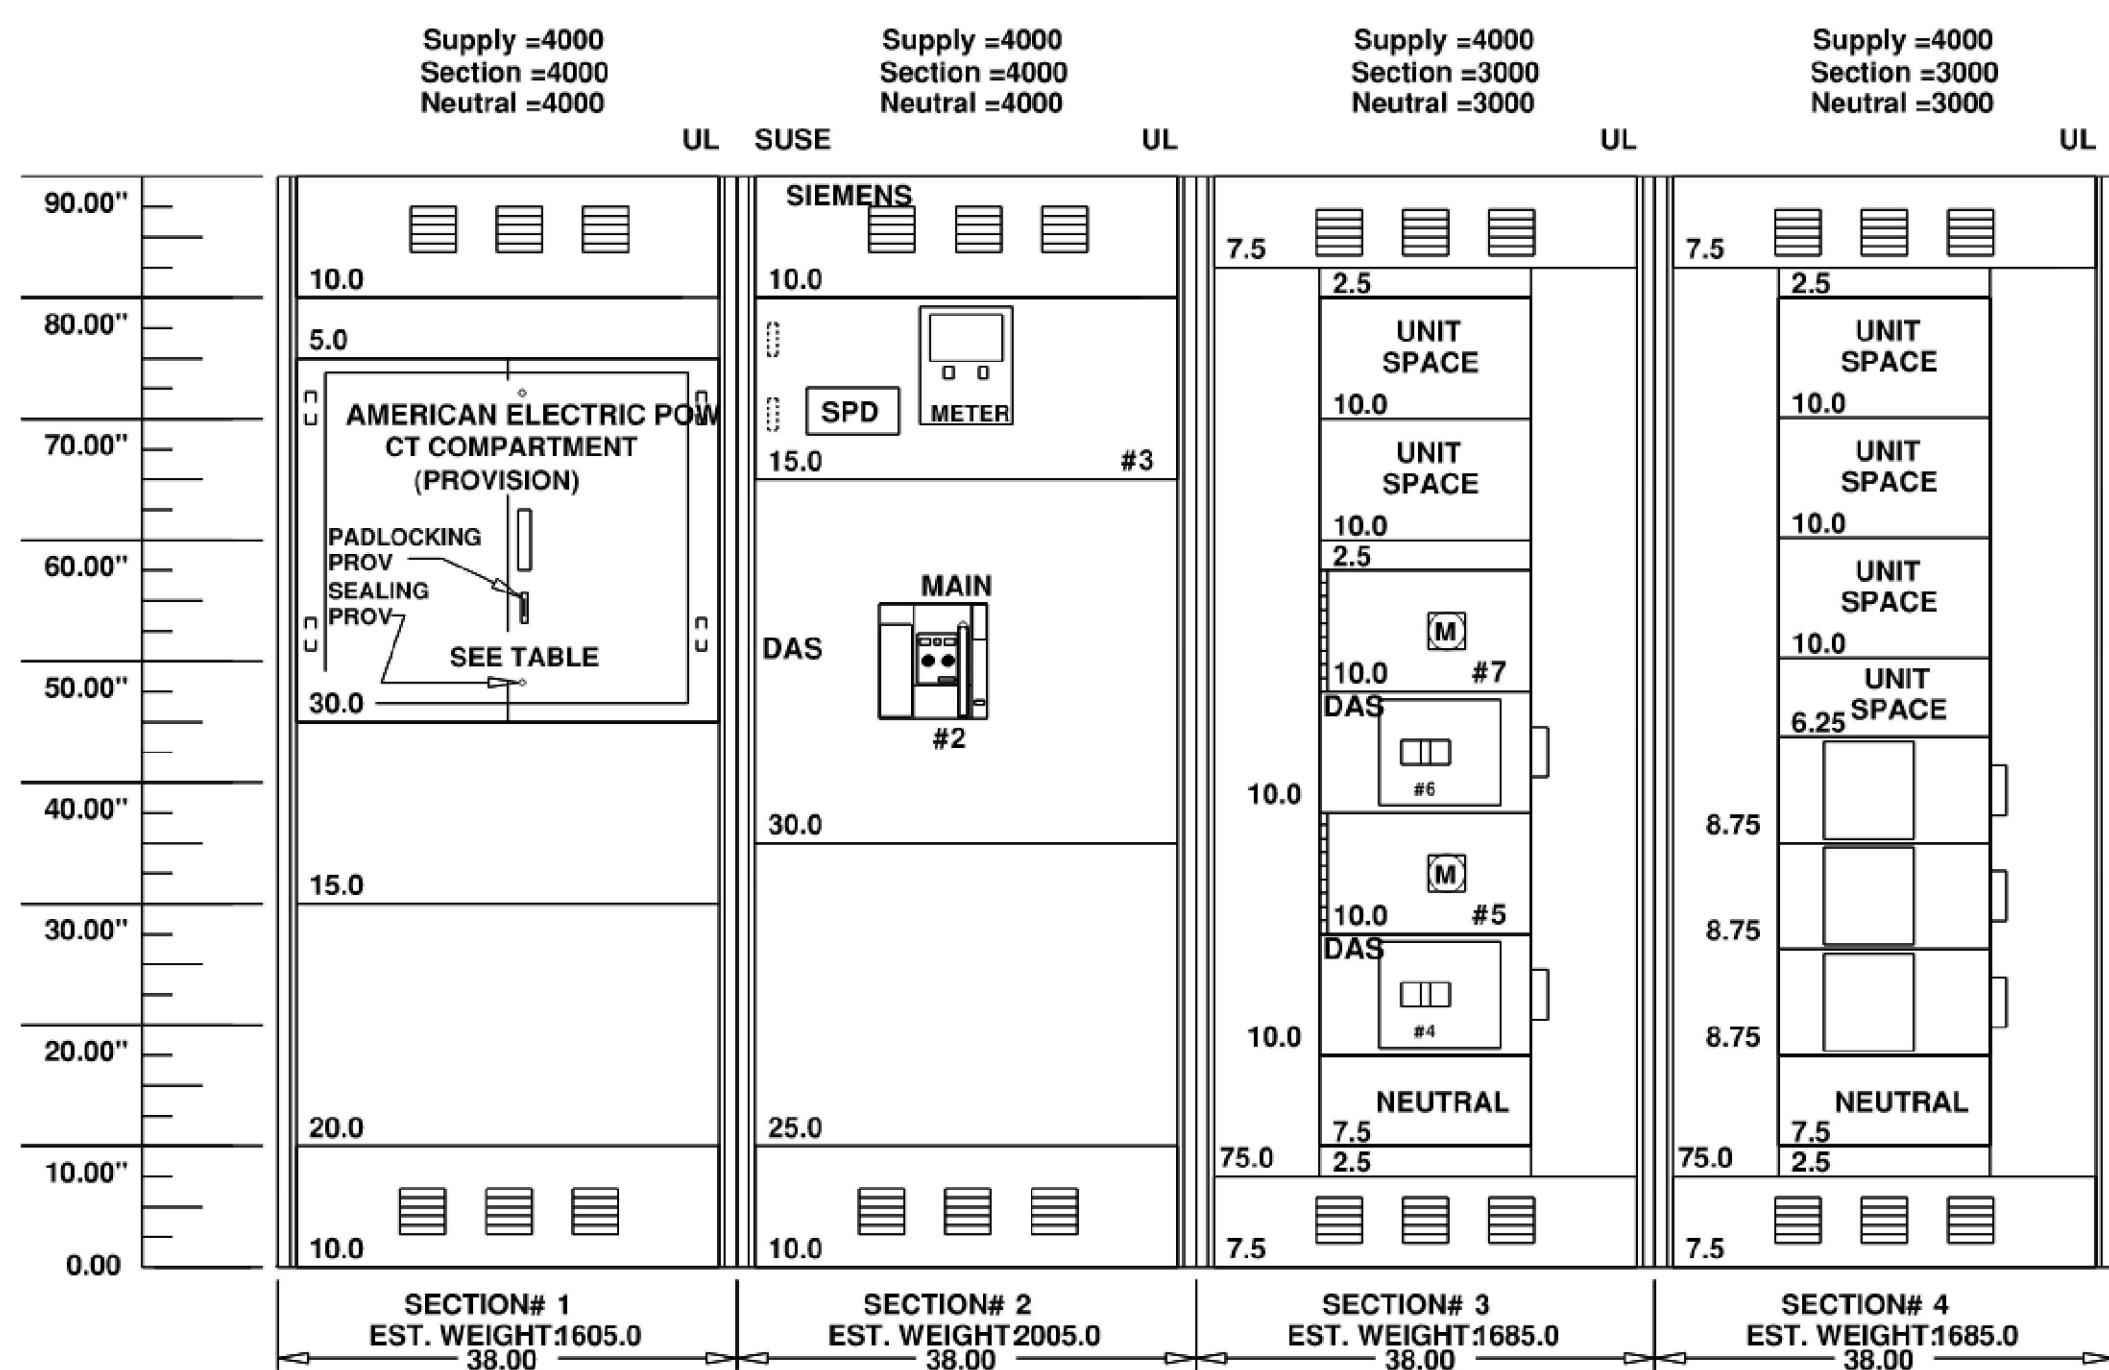 Supply =4000
Section =4000
Neutral =4000
UL
Supply =4000
Section =4000
Neutral =4000
SUSE
UL
Supply =4000
Section =3000
Neutral =3000
UL
Supply =4000
Section =3000
Neutral =3000
UL
90.00"
80.00"
70.00"
60.00"
50.00"
40.00"
30.00"
20.00"
10.00"
0.00
10.0
5.0
AMERICAN ELECTRIC POW
CT COMPARTMENT
(PROVISION)
PADLOCKING
PROV
SEALING
PROV
SEE TABLE
30.0
15.0
20.0
10.0
SECTION# 1
EST. WEIGHT:1605.0
38.00
SIEMENS
10.0
SPD
METER
15.0
#3
MAIN
DAS
#2
30.0
25.0
10.0
SECTION# 2
EST. WEIGHT:2005.0
38.00
7.5
2.5
UNIT
SPACE
10.0
UNIT
SPACE
10.0
2.5
M
10.0
#7
DAS
#6
10.0
M
10.0
#5
DAS
#4
10.0
NEUTRAL
7.5
75.0
2.5
7.5
SECTION# 3
EST. WEIGHT:1685.0
38.00
7.5
2.5
UNIT
SPACE
10.0
UNIT
SPACE
10.0
UNIT
SPACE
10.0
UNIT
SPACE
6.25
8.75
8.75
8.75
NEUTRAL
7.5
75.0
2.5
7.5
SECTION# 4
EST. WEIGHT:1685.0
38.00